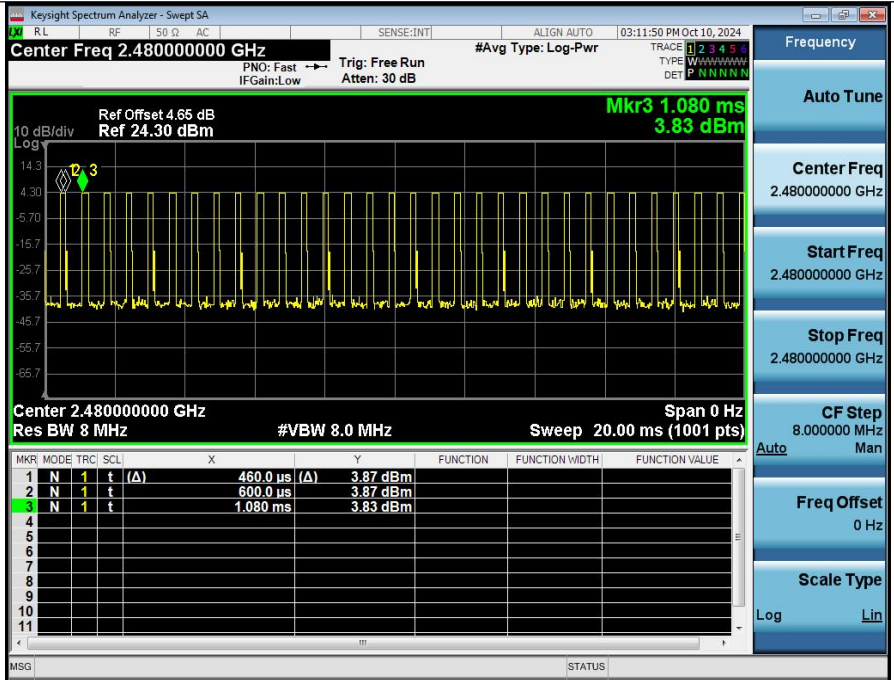 Keysight Spectrum Analyzer - Swept SA
LXI RL RF 50 Ω AC SENSE:INT ALIGN AUTO 03:11:50 PM Oct 10, 2024
Center Freq 2.480000000 GHz #Avg Type: Log-Pwr TRACE 1 2 3 4 5 6
PNO: Fast Trig: Free Run TYPE WWWWWW
IFGain:Low Atten: 30 dB DET P N N N N N
Mkr3 1.080 ms
Ref Offset 4.65 dB
10 dB/div Ref 24.30 dBm 3.83 dBm
Log
14.3
4.30
-5.70
-15.7
-25.7
-35.7
-45.7
-55.7
-65.7
2 3
Center 2.480000000 GHz Span 0 Hz
Res BW 8 MHz #VBW 8.0 MHz Sweep 20.00 ms (1001 pts)
MKR MODE TRC SCL X Y FUNCTION FUNCTION WIDTH FUNCTION VALUE
1 N 1 t (Δ) 460.0 µs (Δ) 3.87 dBm
2 N 1 t 600.0 µs 3.87 dBm
3 N 1 t 1.080 ms 3.83 dBm
4
5
6
7
8
9
10
11
MSG STATUS
Frequency
Auto Tune
Center Freq
2.480000000 GHz
Start Freq
2.480000000 GHz
Stop Freq
2.480000000 GHz
CF Step
8.000000 MHz
Auto Man
Freq Offset
0 Hz
Scale Type
Log Lin